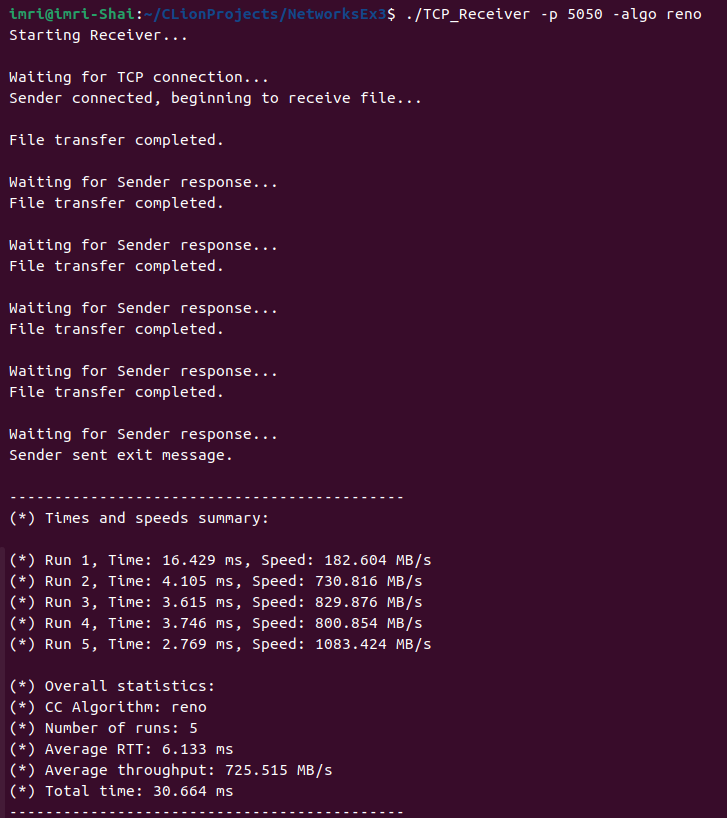 imri@imri-Shai:~/CLionProjects/NetworksEx3$ ./TCP_Receiver -p 5050 -algo reno
Starting Receiver...
Waiting for TCP connection...
Sender connected, beginning to receive file...
File transfer completed.
Waiting for Sender response...
File transfer completed.
Waiting for Sender response...
File transfer completed.
Waiting for Sender response...
File transfer completed.
Waiting for Sender response...
File transfer completed.
Waiting for Sender response...
Sender sent exit message.
--------------------------------------------
(*) Times and speeds summary:
(*) Run 1, Time: 16.429 ms, Speed: 182.604 MB/s
(*) Run 2, Time: 4.105 ms, Speed: 730.816 MB/s
(*) Run 3, Time: 3.615 ms, Speed: 829.876 MB/s
(*) Run 4, Time: 3.746 ms, Speed: 800.854 MB/s
(*) Run 5, Time: 2.769 ms, Speed: 1083.424 MB/s
(*) Overall statistics:
(*) CC Algorithm: reno
(*) Number of runs: 5
(*) Average RTT: 6.133 ms
(*) Average throughput: 725.515 MB/s
(*) Total time: 30.664 ms
--------------------------------------------